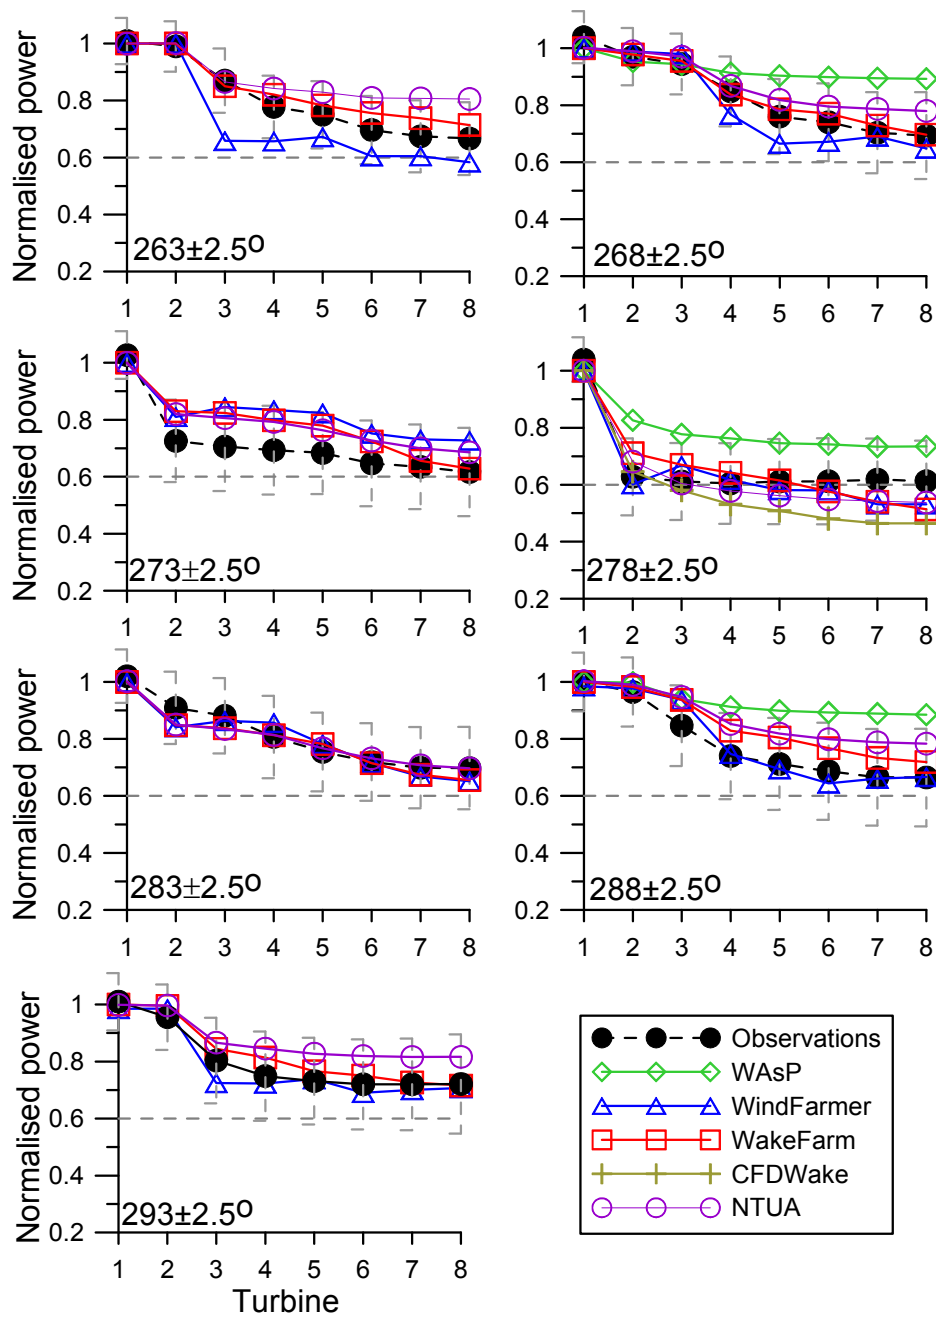 Normalised power
1
0.8
0.6
0.4
0.2
263±2.5º
1 2 3 4 5 6 7 8
1
0.8
0.6
0.4
0.2
268±2.5º
1 2 3 4 5 6 7 8
Normalised power
1
0.8
0.6
0.4
0.2
273±2.5º
1 2 3 4 5 6 7 8
1
0.8
0.6
0.4
0.2
278±2.5º
1 2 3 4 5 6 7 8
Normalised power
1
0.8
0.6
0.4
0.2
283±2.5º
1 2 3 4 5 6 7 8
1
0.8
0.6
0.4
0.2
288±2.5º
1 2 3 4 5 6 7 8
Normalised power
1
0.8
0.6
0.4
0.2
293±2.5º
1 2 3 4 5 6 7 8
Turbine
Observations
WAsP
WindFarmer
WakeFarm
CFDWake
NTUA